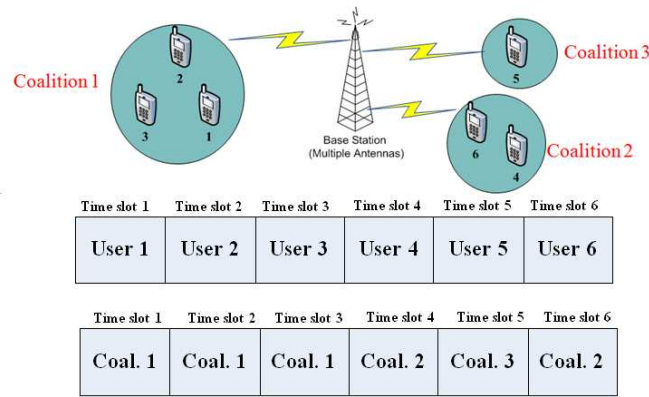 Coalition 1
2
3
1
Base Station
(Multiple Antennas)
5
Coalition 3
6
4
Coalition 2
Time slot 1 Time slot 2 Time slot 3 Time slot 4 Time slot 5 Time slot 6
User 1 User 2 User 3 User 4 User 5 User 6
Time slot 1 Time slot 2 Time slot 3 Time slot 4 Time slot 5 Time slot 6
Coal. 1 Coal. 1 Coal. 1 Coal. 2 Coal. 3 Coal. 2